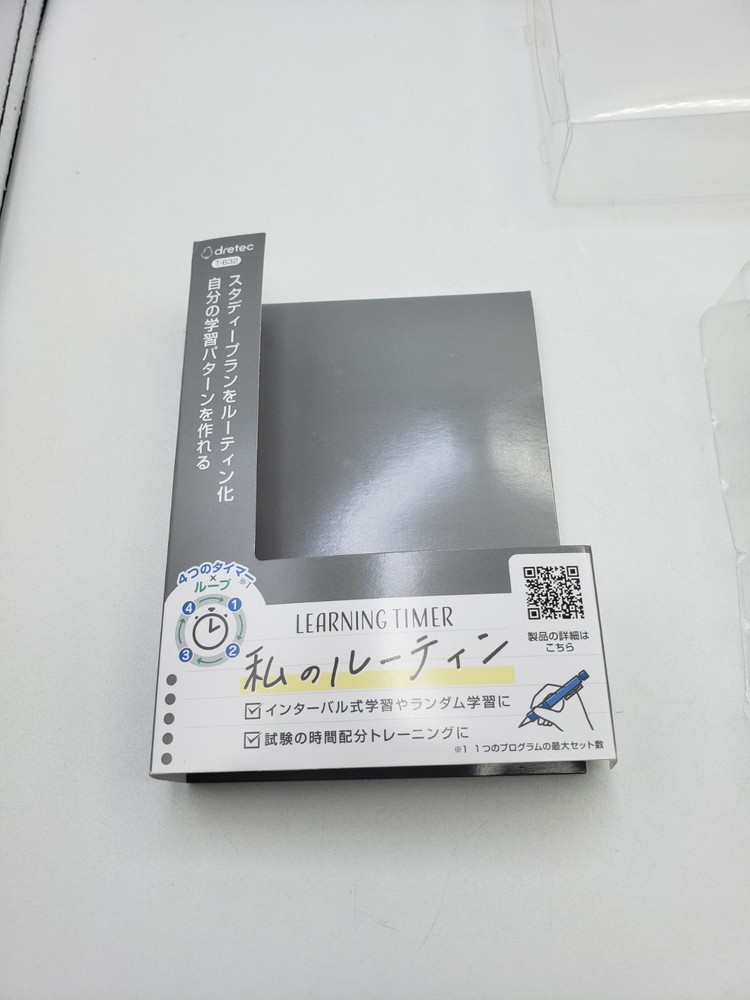 dretec
T-632
スタディープランをルーティン化
自分の学習パターンを作れる
4つのタイマー
×
ループ ※1
1
2
3
4
LEARNING TIMER
私のルーティン
インターバル式学習やランダム学習に
試験の時間配分トレーニングに
製品の詳細は
こちら
※1 1つのプログラムの最大セット数